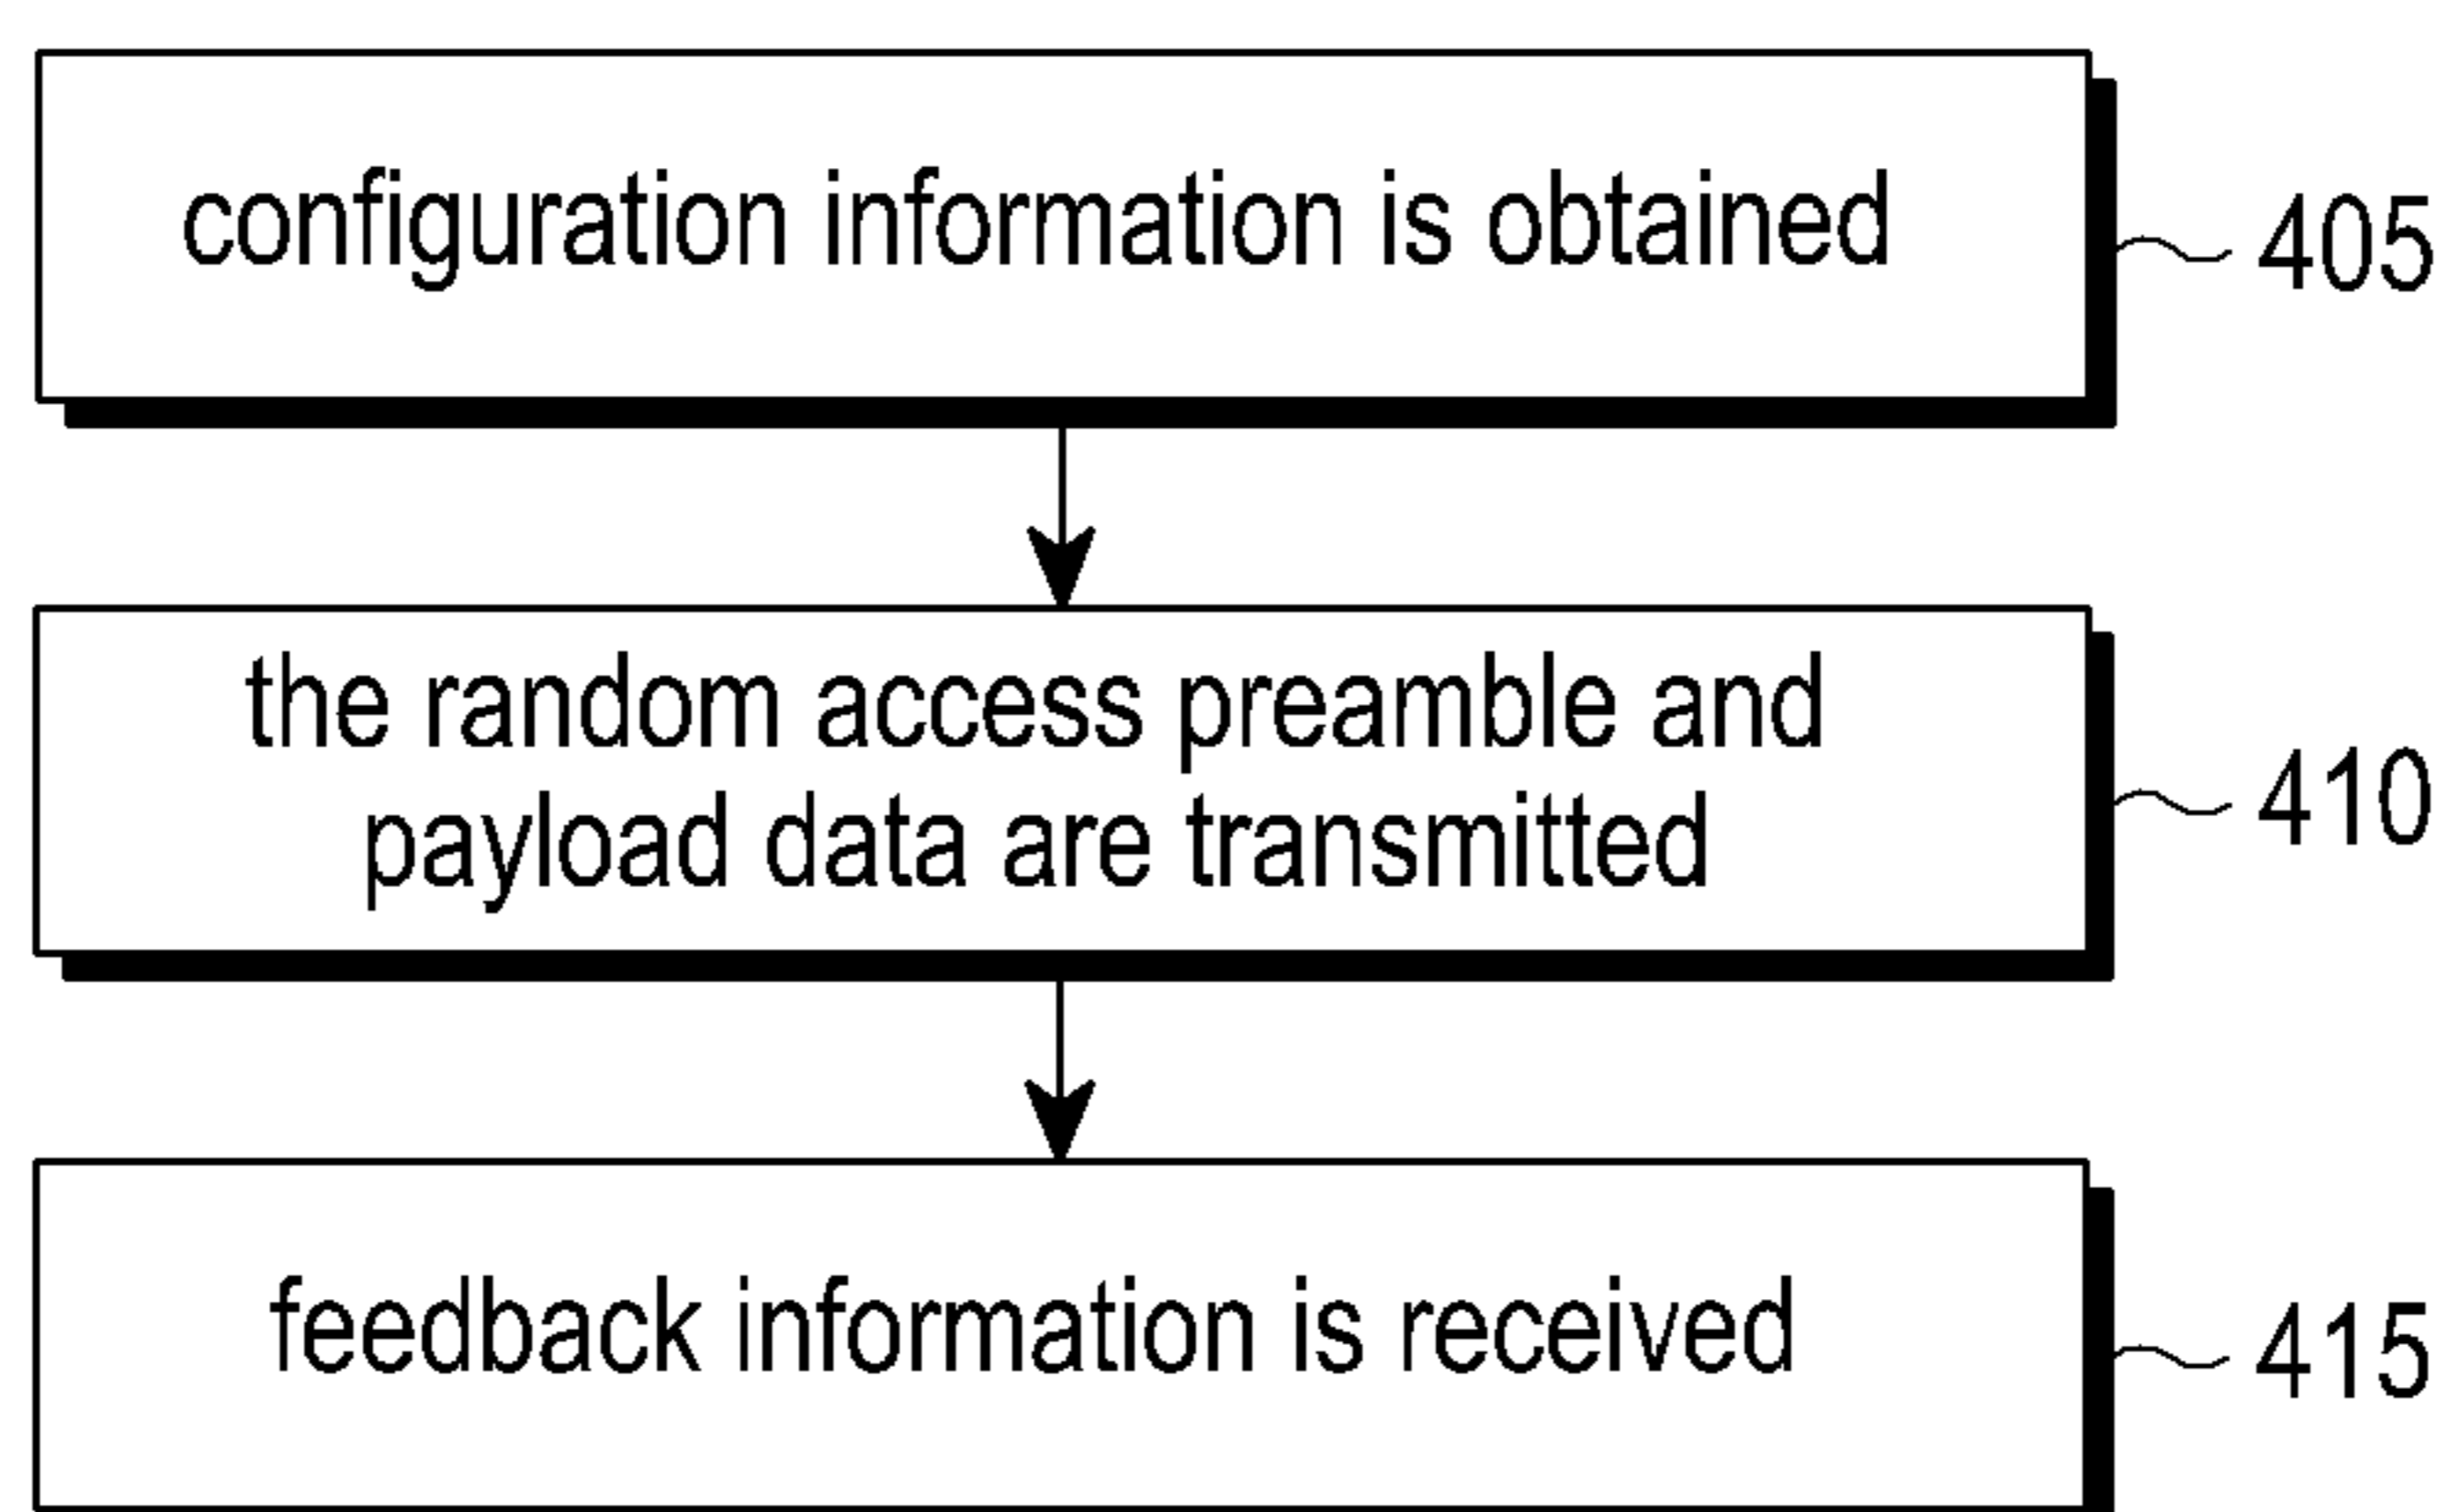 configuration information is obtained
405
the random access preamble and
payload data are transmitted
410
feedback information is received
415